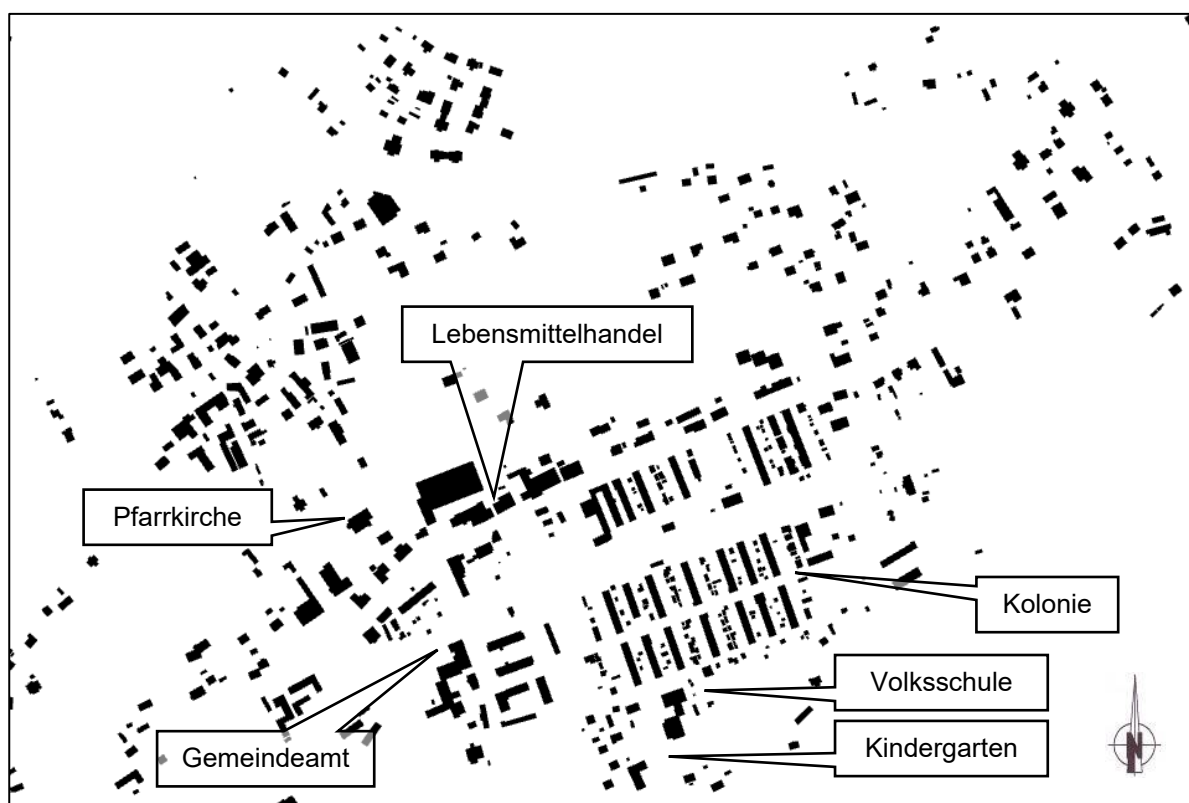 Lebensmittelhandel
Pfarrkirche
Kolonie
Volksschule
Gemeindeamt
Kindergarten
N